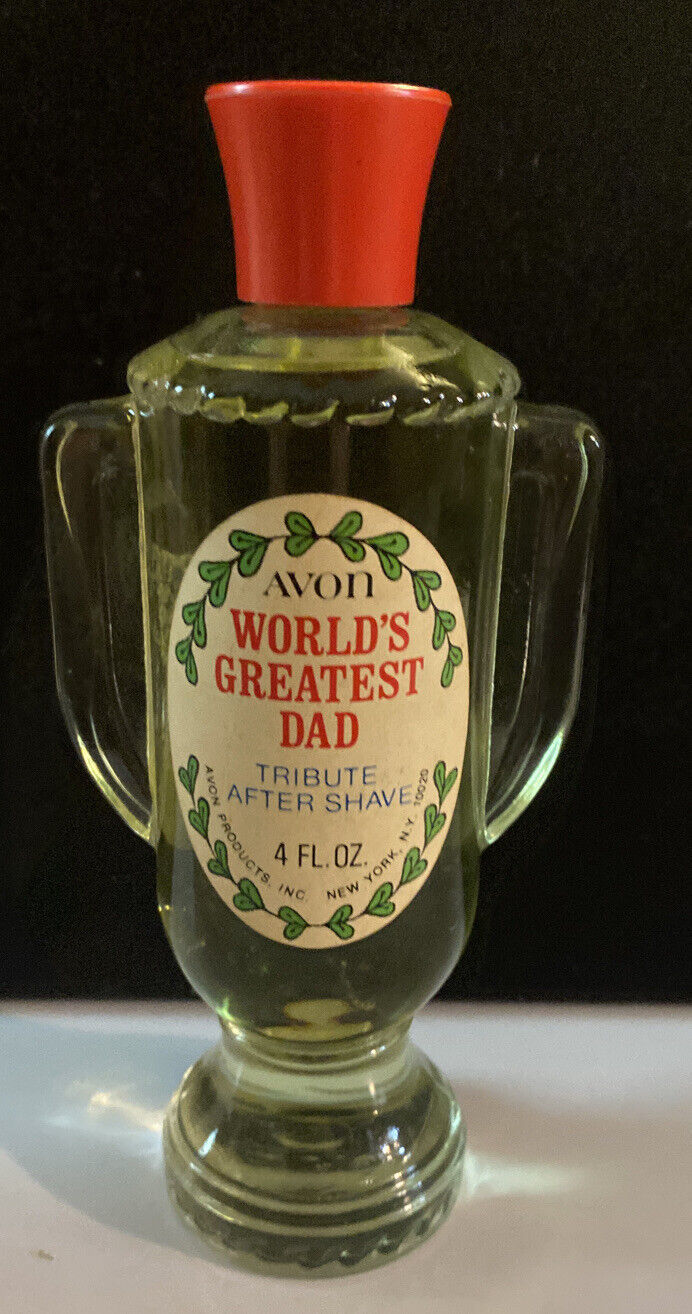 AVON
WORLD'S
GREATEST
DAD
TRIBUTE
AFTER SHAVE
4 FL. OZ.
AVON PRODUCTS, INC. NEW YORK, N.Y. 10020